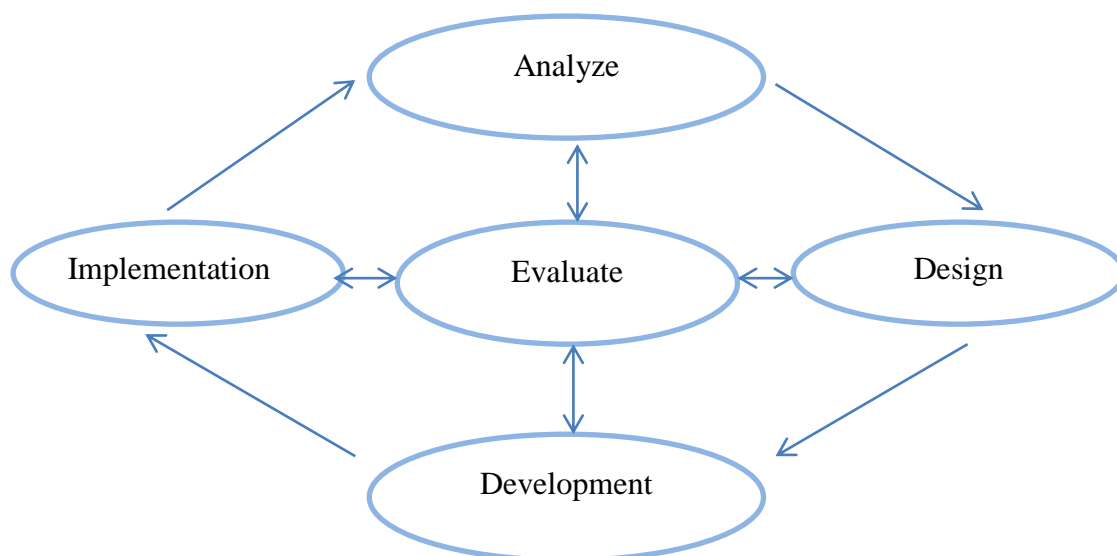 Analyze
Implementation
Evaluate
Design
Development